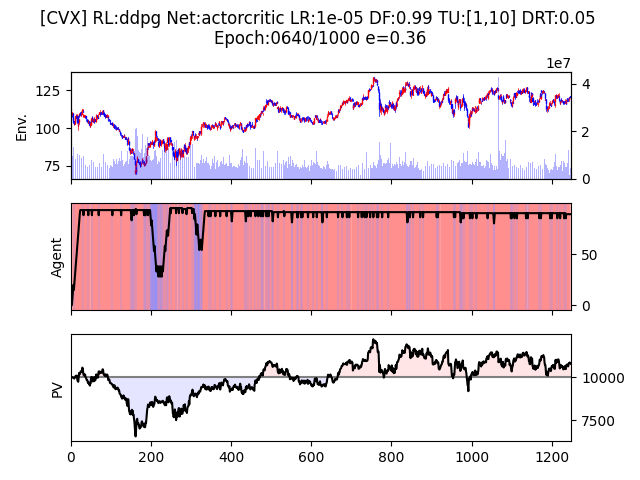 [CVX] RL:ddpg Net:actorcritic LR:1e-05 DF:0.99 TU:[1,10] DRT:0.05
Epoch:0640/1000 e=0.36
1e7
125
100
75
Env.
4
2
0
Agent
50
0
PV
10000
7500
0 200 400 600 800 1000 1200